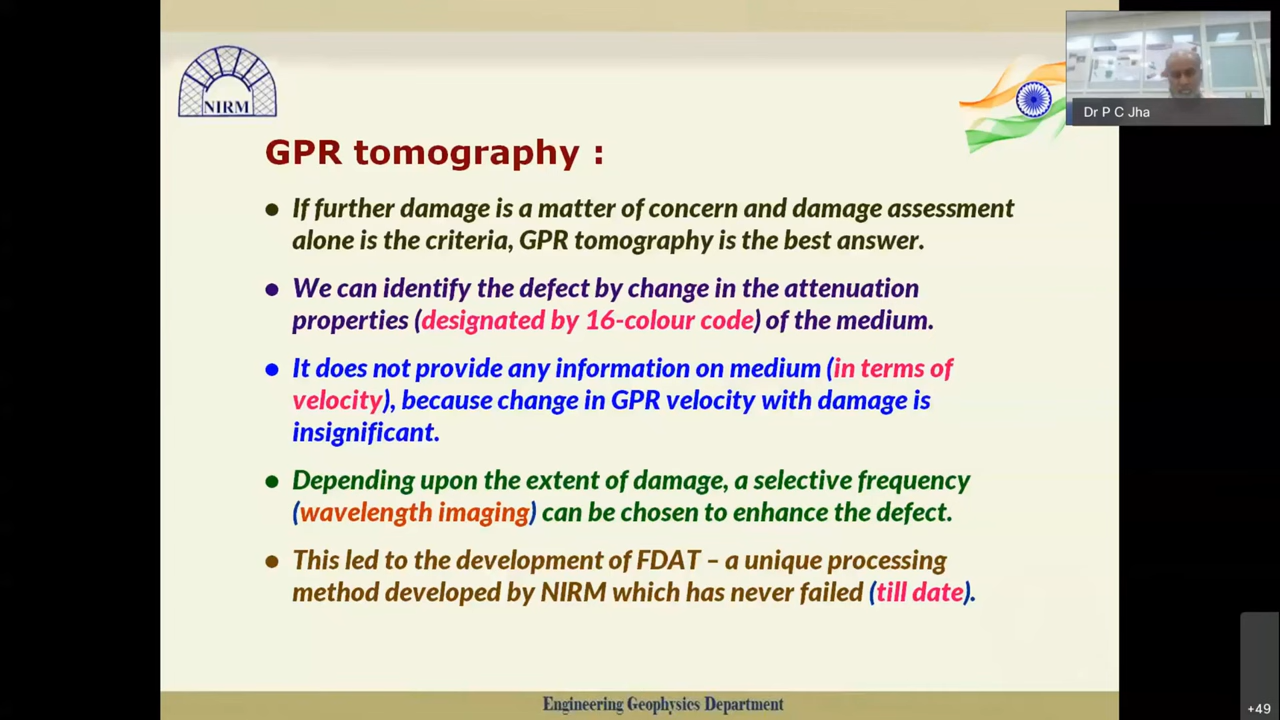 NIRM
Dr P C Jha
GPR tomography :
• If further damage is a matter of concern and damage assessment
alone is the criteria, GPR tomography is the best answer.
• We can identify the defect by change in the attenuation
properties (designated by 16-colour code) of the medium.
• It does not provide any information on medium (in terms of
velocity), because change in GPR velocity with damage is
insignificant.
• Depending upon the extent of damage, a selective frequency
(wavelength imaging) can be chosen to enhance the defect.
• This led to the development of FDAT – a unique processing
method developed by NIRM which has never failed (till date).
Engineering Geophysics Department
+49